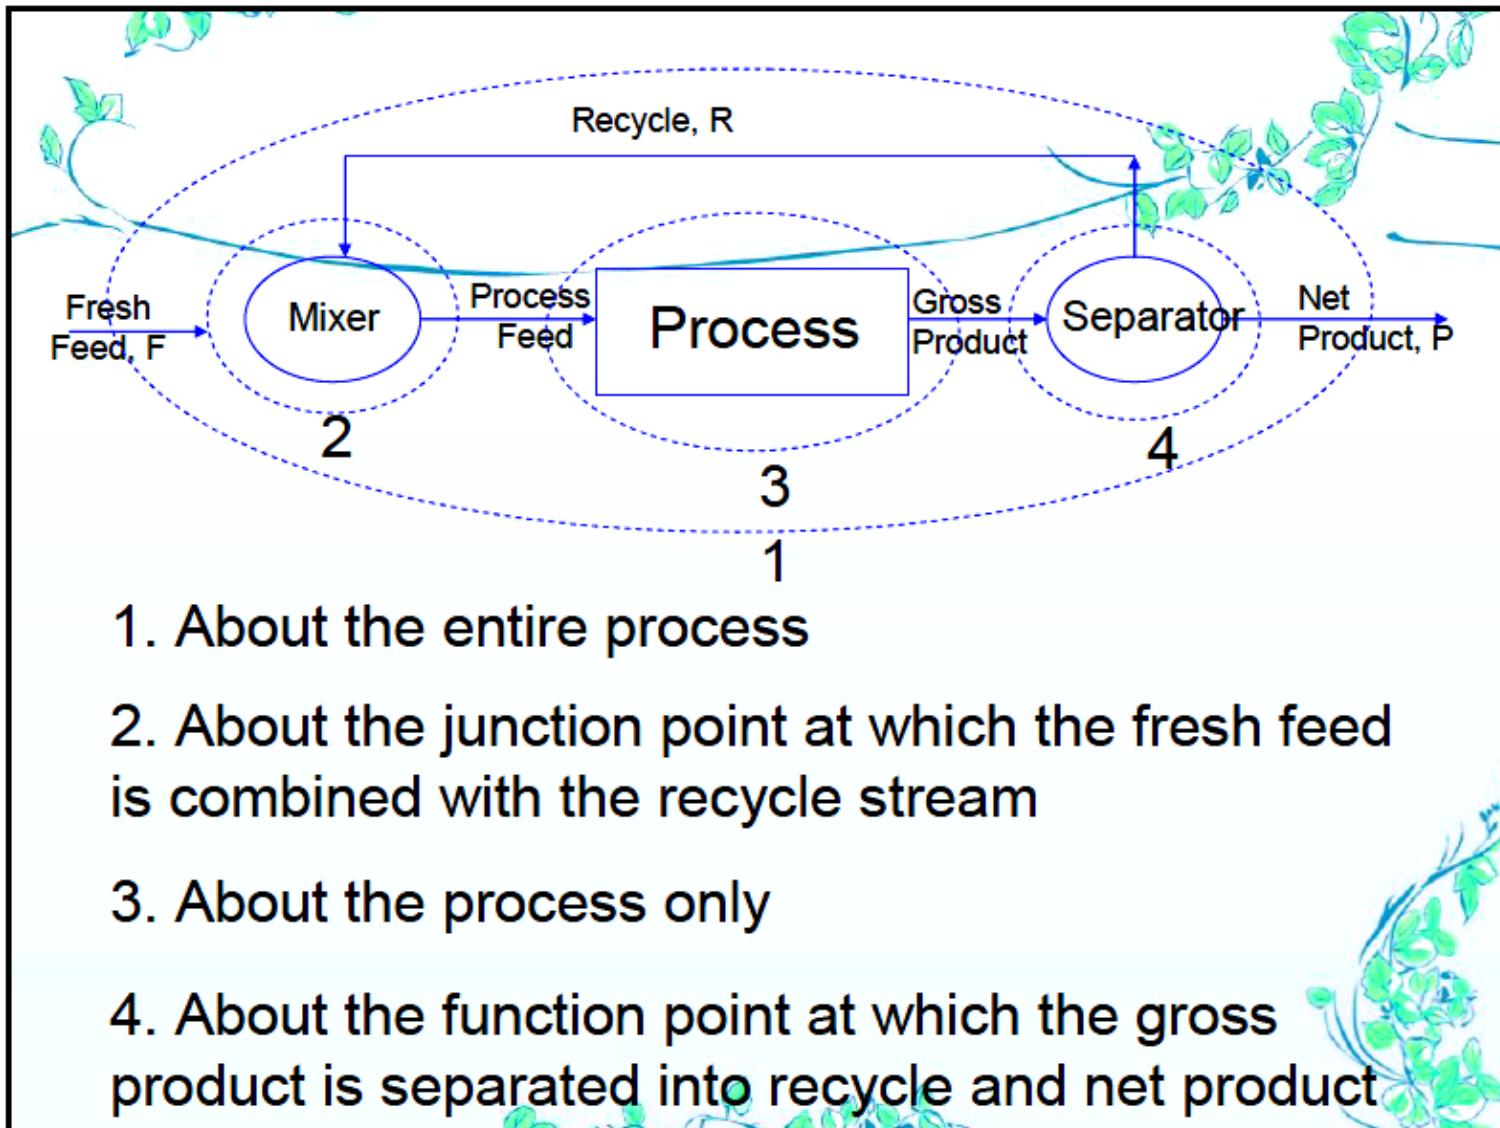 Recycle, R
Fresh
Feed, F
Mixer
Process
Feed
Process
Gross
Product
Separator
Net
Product, P
2
3
4
1
1. About the entire process
2. About the junction point at which the fresh feed
is combined with the recycle stream
3. About the process only
4. About the function point at which the gross
product is separated into recycle and net product